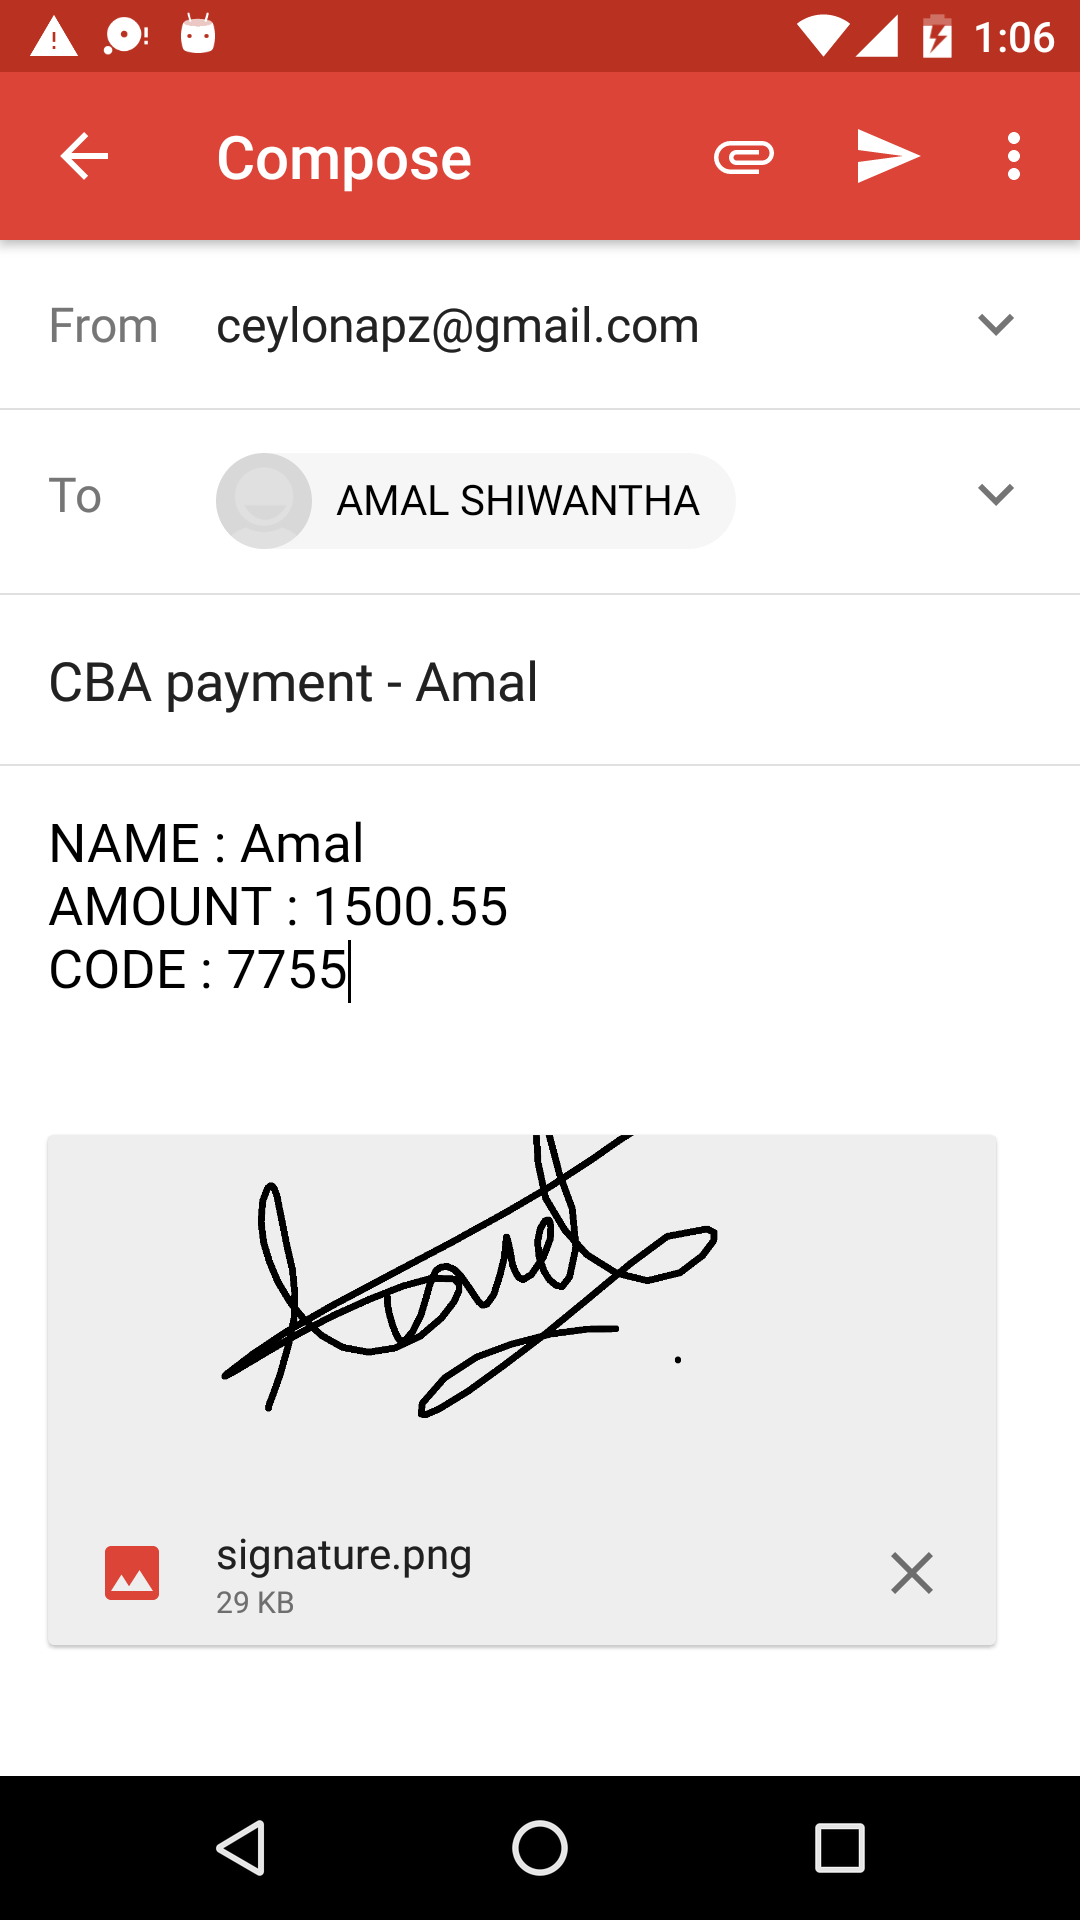 1:06
Compose
From ceylonapz@gmail.com
To AMAL SHIWANTHA
CBA payment - Amal
NAME : Amal
AMOUNT : 1500.55
CODE : 7755
signature.png
29 KB